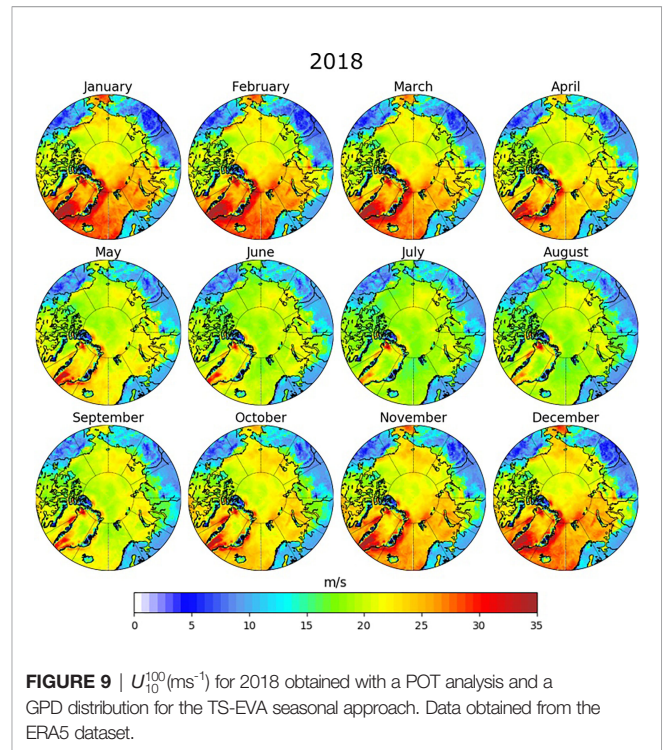 2018
January February March April
May June July August
September October November December
m/s
0 5 10 15 20 25 30 35
FIGURE 9 | U₁₀¹⁰⁰(ms⁻¹) for 2018 obtained with a POT analysis and a
GPD distribution for the TS-EVA seasonal approach. Data obtained from the
ERA5 dataset.